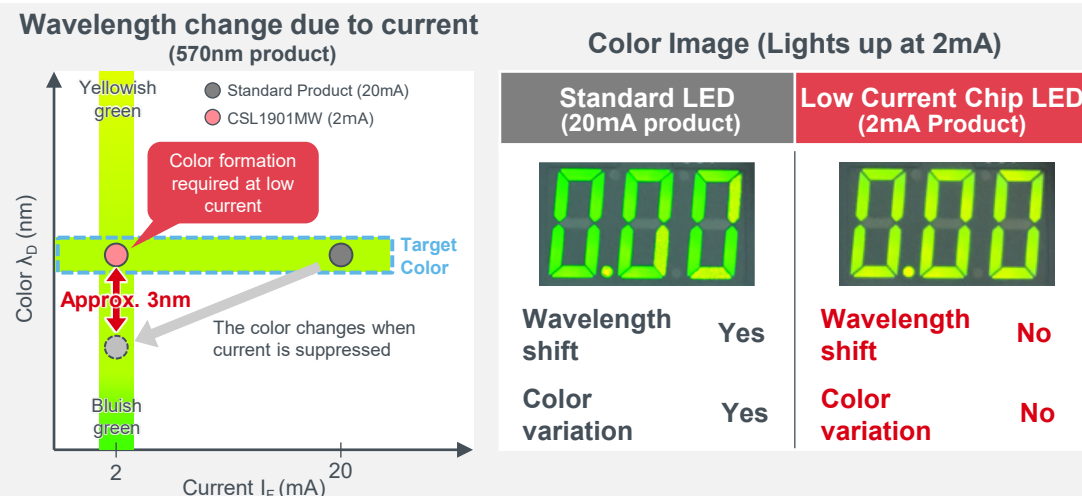 Wavelength change due to current
(570nm product)
Yellowish
green
Standard Product (20mA)
CSL1901MW (2mA)
Color formation
required at low
current
Target
Color
Approx. 3nm
The color changes when
current is suppressed
Bluish
green
Color λD (nm)
2
20
Current IF (mA)
Color Image (Lights up at 2mA)
Standard LED
(20mA product)
Low Current Chip LED
(2mA Product)
0.00
0.00
Wavelength
shift
Yes
Wavelength
shift
No
Color
variation
Yes
Color
variation
No